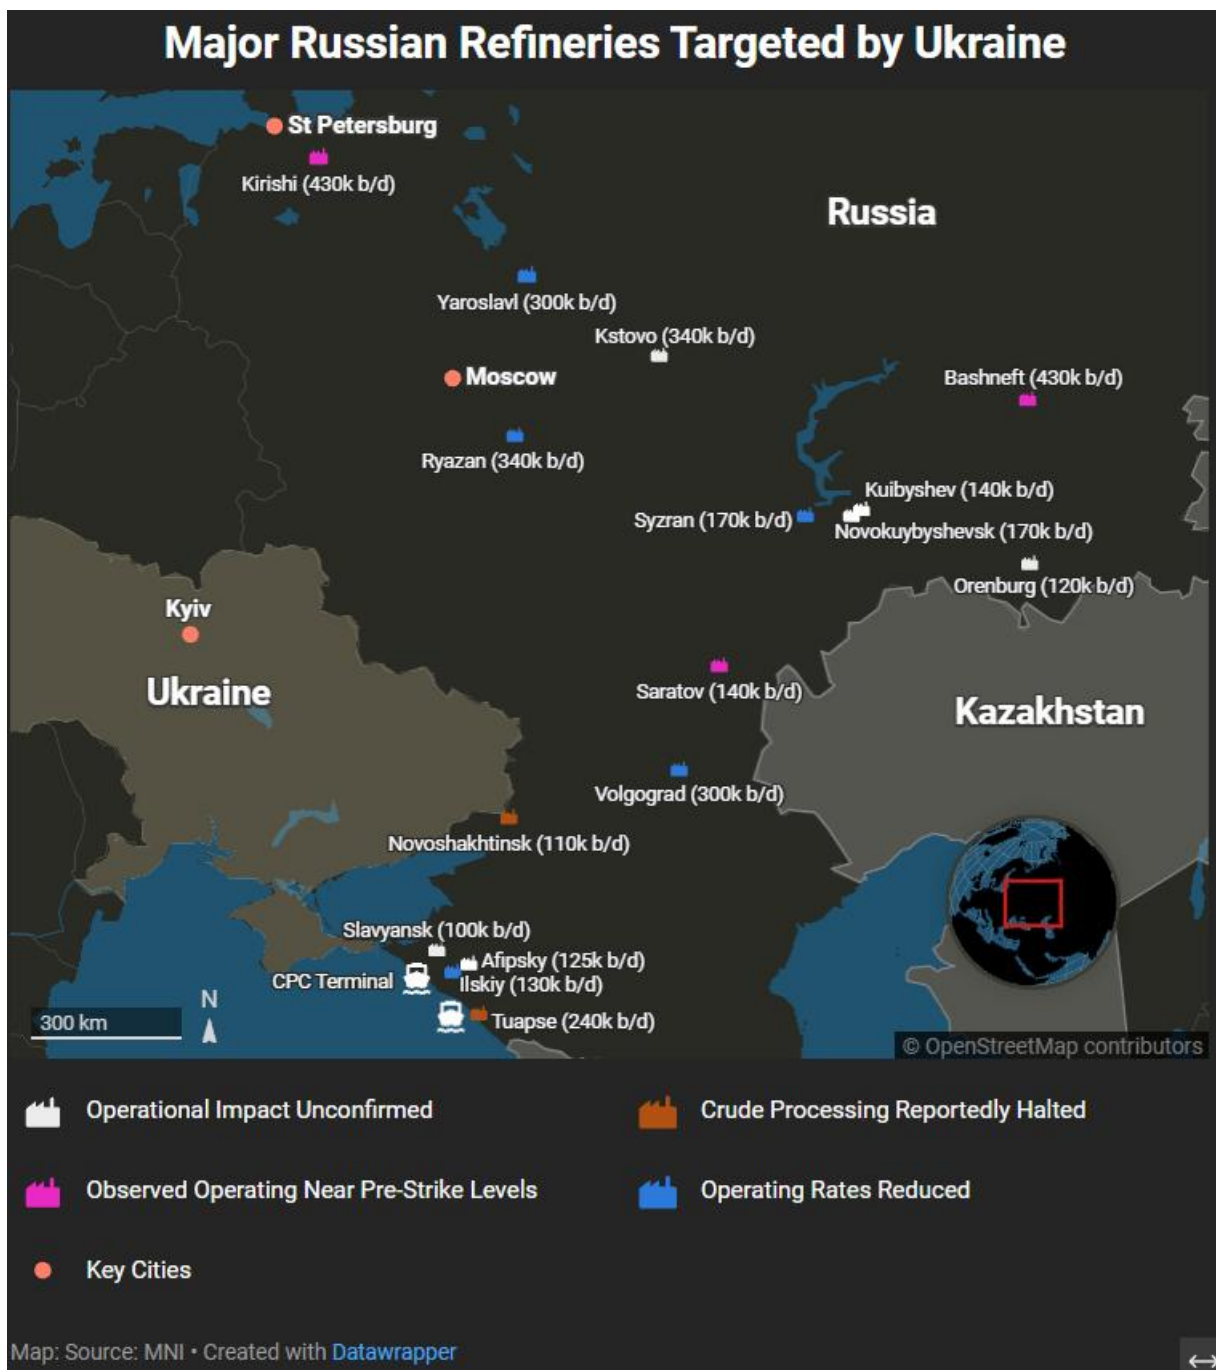 Major Russian Refineries Targeted by Ukraine
St Petersburg
Kirishi (430k b/d)
Russia
Yaroslavl (300k b/d)
Kstovo (340k b/d)
Moscow
Bashneft (430k b/d)
Ryazan (340k b/d)
Kuibyshev (140k b/d)
Syzran (170k b/d)
Novokuybyshevsk (170k b/d)
Orenburg (120k b/d)
Kyiv
Ukraine
Saratov (140k b/d)
Kazakhstan
Volgograd (300k b/d)
Novoshakhtinsk (110k b/d)
Slavyansk (100k b/d)
Afipsky (125k b/d)
CPC Terminal
Ilskiy (130k b/d)
N
300 km
Tuapse (240k b/d)
© OpenStreetMap contributors
Operational Impact Unconfirmed
Crude Processing Reportedly Halted
Observed Operating Near Pre-Strike Levels
Operating Rates Reduced
Key Cities
Map: Source: MNI • Created with Datawrapper